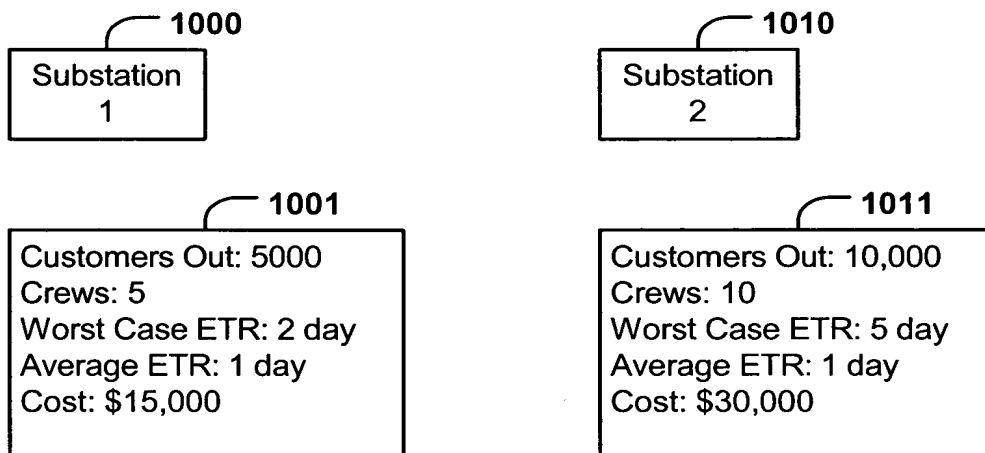 1000
Substation
1
1010
Substation
2
1001
Customers Out: 5000
Crews: 5
Worst Case ETR: 2 day
Average ETR: 1 day
Cost: $15,000
1011
Customers Out: 10,000
Crews: 10
Worst Case ETR: 5 day
Average ETR: 1 day
Cost: $30,000